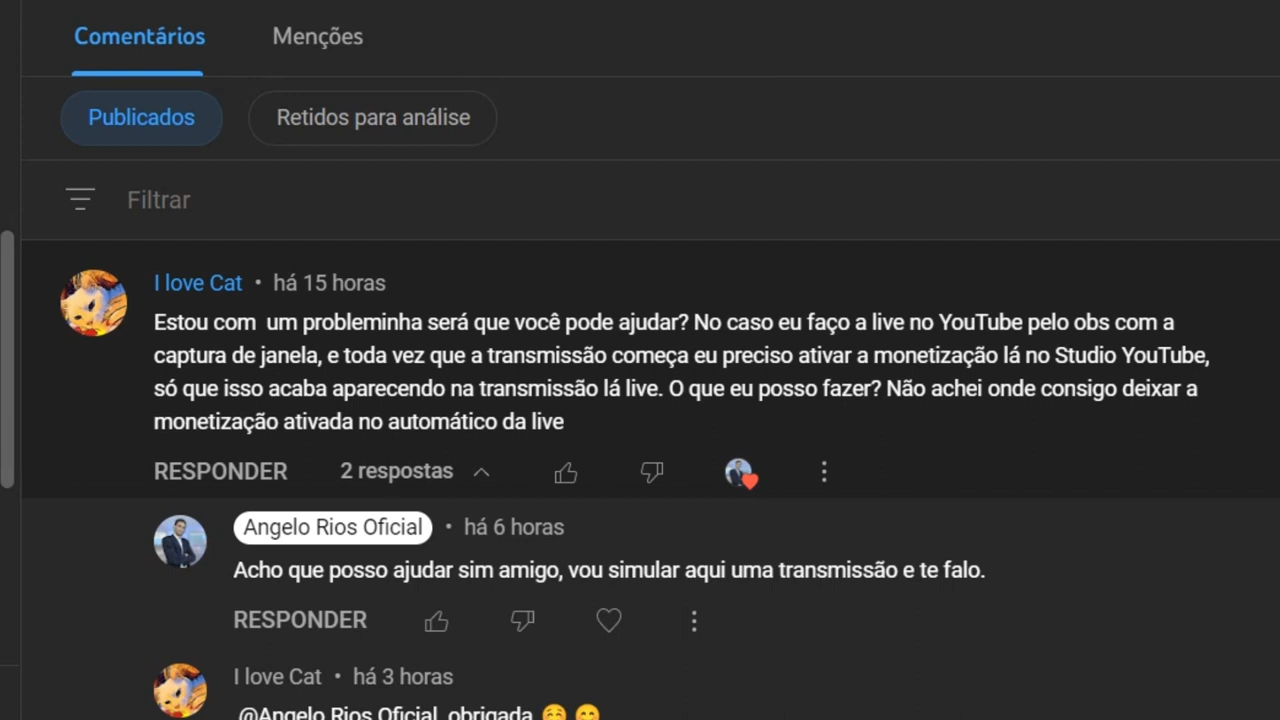 Comentários Menções
Publicados Retidos para análise
Filtrar
I love Cat • há 15 horas
Estou com um probleminha será que você pode ajudar? No caso eu faço a live no YouTube pelo obs com a
captura de janela, e toda vez que a transmissão começa eu preciso ativar a monetização lá no Studio YouTube,
só que isso acaba aparecendo na transmissão lá live. O que eu posso fazer? Não achei onde consigo deixar a
monetização ativada no automático da live
RESPONDER 2 respostas
Angelo Rios Oficial • há 6 horas
Acho que posso ajudar sim amigo, vou simular aqui uma transmissão e te falo.
RESPONDER
I love Cat • há 3 horas
@Angelo Rios Oficial obrigada 😊 😋